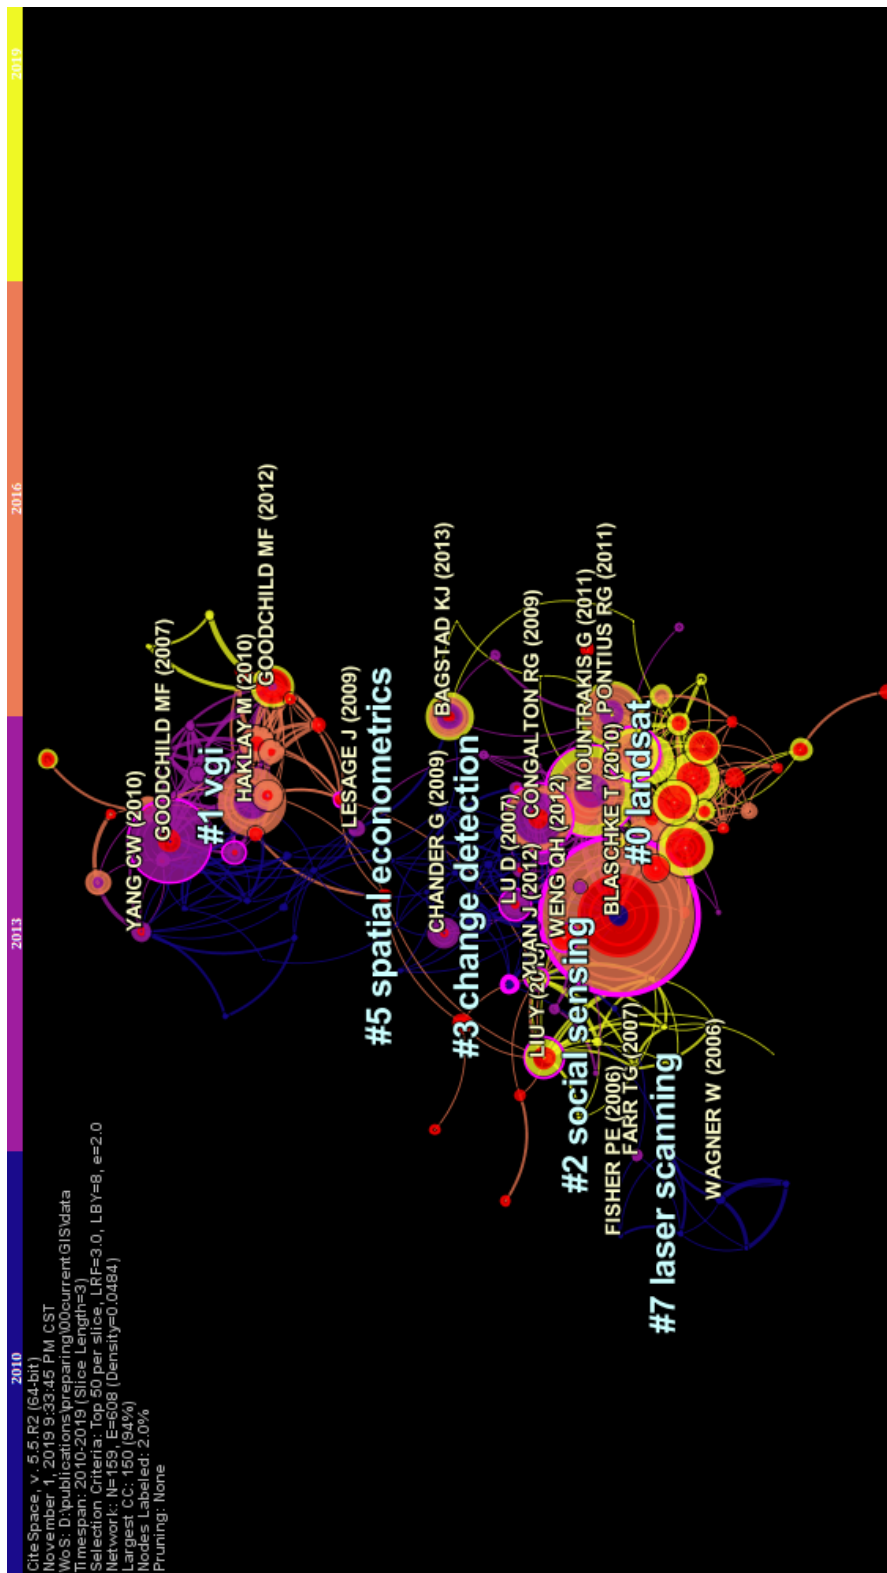 2010
2013
2016
2019
CiteSpace, v. 5.5.R2 (64-bit)
November 1, 2019 9:33:45 PM CST
WoS: D:\publications\preparing\00currentGIS\data
Timespan: 2010-2019 (Slice Length=3)
Selection Criteria: Top 50 per slice, LRF=3.0, LBY=8, e=2.0
Network: N=159, E=608 (Density=0.0484)
Largest CC: 150 (94%)
Nodes Labeled: 2.0%
Pruning: None
YANG CW (2010)
GOODCHILD MF (2007)
#1 vgi
HAKLAY M (2010)
GOODCHILD MF (2012)
LESAGE J (2009)
#5 spatial econometrics
CHANDER G (2009)
BAGSTAD KJ (2013)
#3 change detection
LU D (2007)
YUAN J (2012)
CONGALTON RG (2009)
LIU Y (2015)
WENG QH (2012)
#2 social sensing
MOUNTRAKIS G (2011)
BLASCHKE T (2010)
PONTIUS RG (2011)
FISHER PE (2006)
FARR TG (2007)
#0 landsat
#7 laser scanning
WAGNER W (2006)